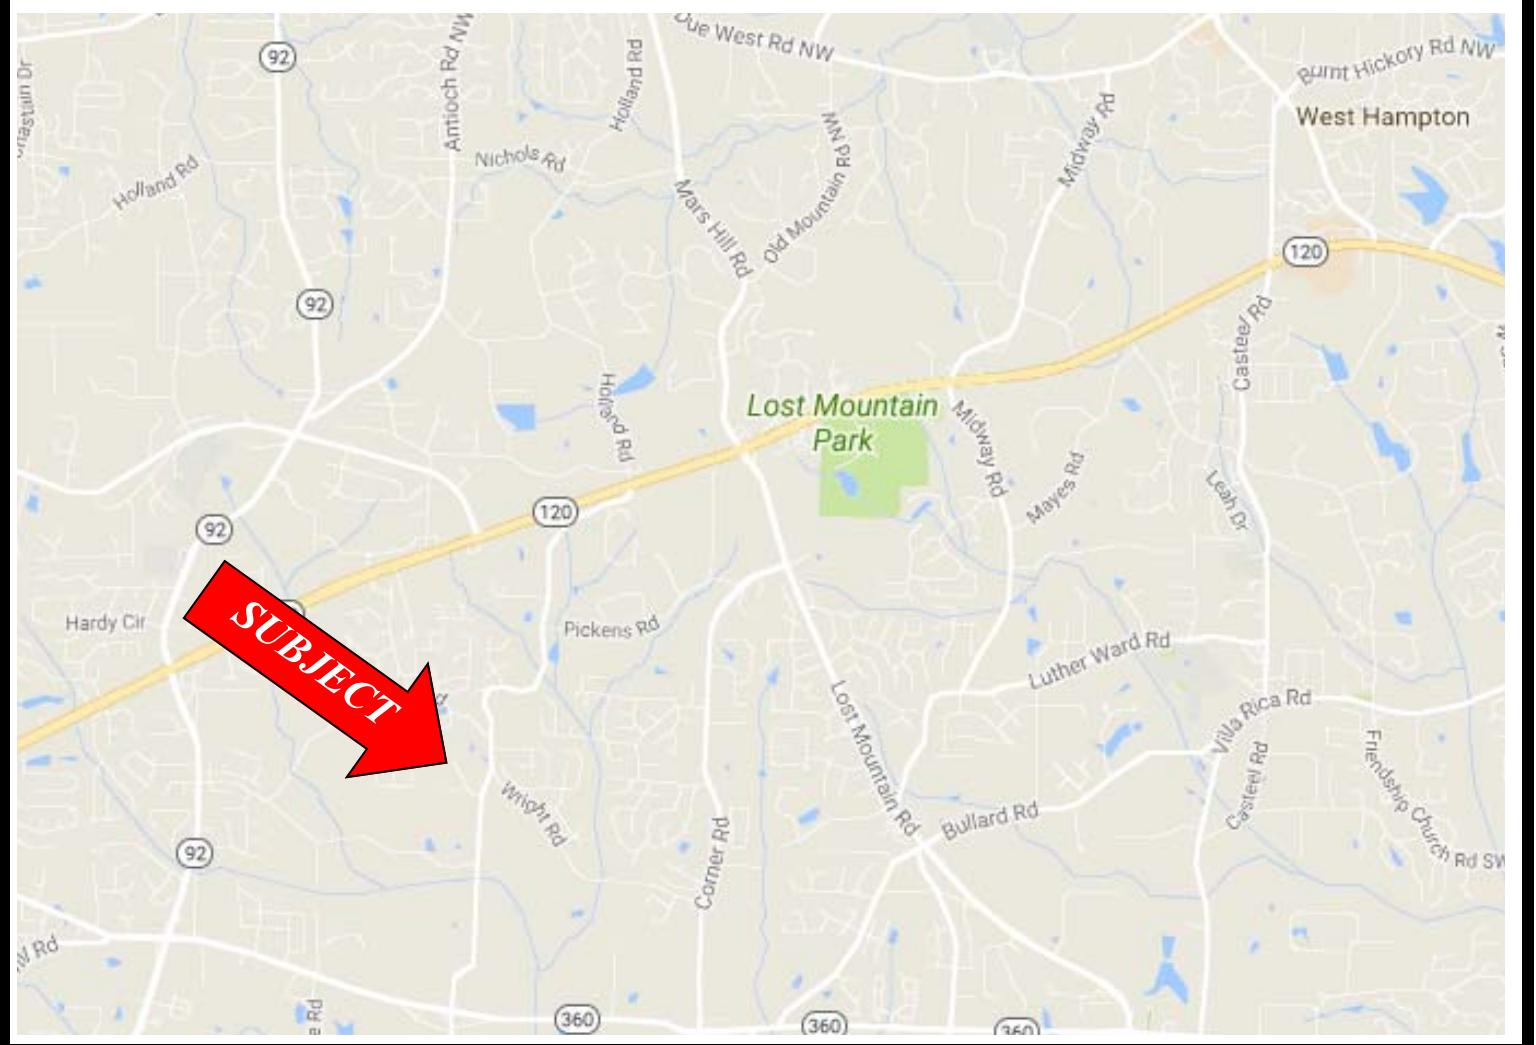 Due West Rd NW
92
Antioch Rd NW
Holland Rd
Burnt Hickory Rd NW
West Hampton
Midway Rd
Nichols Rd
Old Mountain Rd NW
Holland Rd
Mars Hill Rd
120
92
Casteel Rd
Holland Rd
Lost Mountain
Park
Midway Rd
Mayes Rd
Leah Dr
120
92
Hardy Cir
SUBJECT
Pickens Rd
Luther Ward Rd
Lost Mountain Rd
Villa Rica Rd
Casteel Rd
Friendship Church Rd SW
Wright Rd
Bullard Rd
Corner Rd
92
Rd
360
360
360